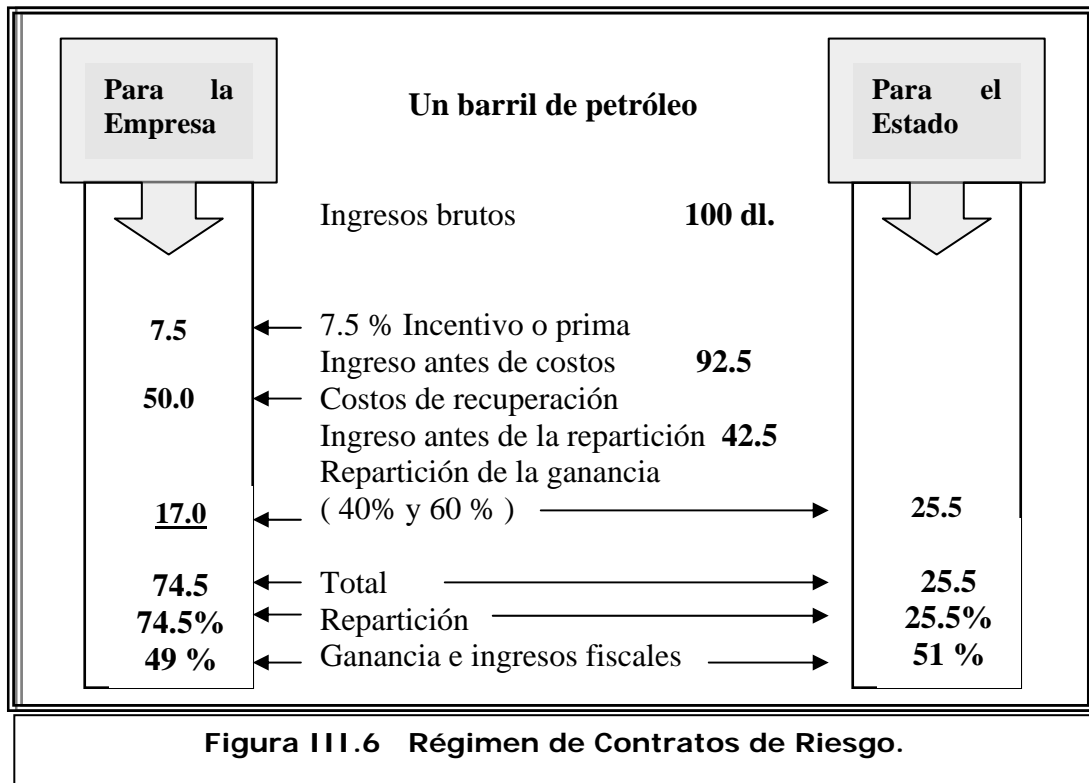 Para la
Empresa
Un barril de petróleo
Para el
Estado
Ingresos brutos 100 dl.
7.5 7.5 % Incentivo o prima
Ingreso antes de costos 92.5
50.0 Costos de recuperación
Ingreso antes de la repartición 42.5
Repartición de la ganancia
17.0 ( 40% y 60 % ) 25.5
74.5 Total 25.5
74.5% Repartición 25.5%
49 % Ganancia e ingresos fiscales 51 %
Figura III.6 Régimen de Contratos de Riesgo.